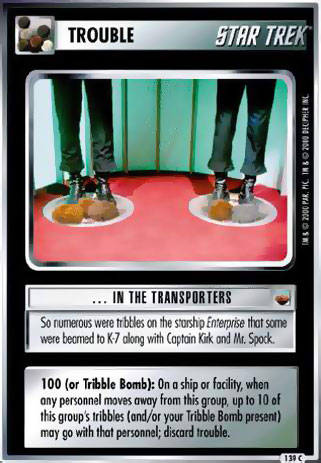 TROUBLE
STAR TREK
... IN THE TRANSPORTERS
So numerous were tribbles on the starship Enterprise that some
were beamed to K-7 along with Captain Kirk and Mr. Spock.
100 (or Tribble Bomb): On a ship or facility, when
any personnel moves away from this group, up to 10 of
this group's tribbles (and/or your Tribble Bomb present)
may go with that personnel; discard trouble.
139 C
TM & © 2000 PAR. PIC. TM & © 2000 DECIPHER INC.